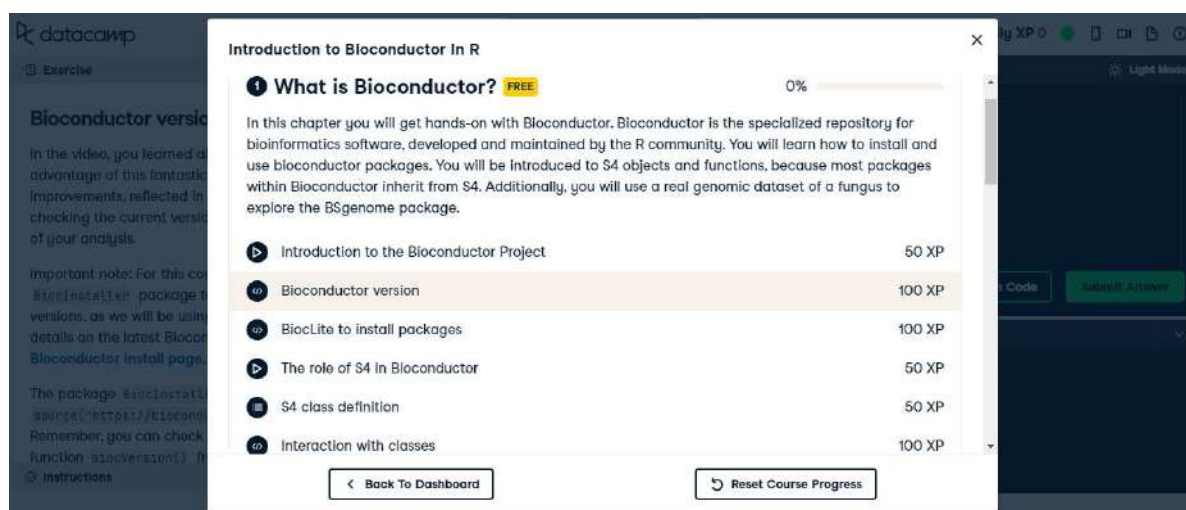 datacamp
Introduction to Bioconductor in R
ly XP 0
Exercise
Light Mode
1 What is Bioconductor? FREE
0%
In this chapter you will get hands-on with Bioconductor. Bioconductor is the specialized repository for
bioinformatics software, developed and maintained by the R community. You will learn how to install and
use bioconductor packages. You will be introduced to S4 objects and functions, because most packages
within Bioconductor inherit from S4. Additionally, you will use a real genomic dataset of a fungus to
explore the BSgenome package.
Introduction to the Bioconductor Project 50 XP
Bioconductor version 100 XP
BiocLite to install packages 100 XP
The role of S4 in Bioconductor 50 XP
S4 class definition 50 XP
Interaction with classes 100 XP
Back To Dashboard
Reset Course Progress
Bioconductor versio
In the video, you learned
advantage of this fantastic
improvements, reflected in
checking the current versio
of your analysis.
Important note: For this co
BiocInstaller package
versions, as we will be using
details on the latest Biocon
Bioconductor install page.
The package
Remember, you can check
function biocVersion()
Instructions
Code
Submit Answer